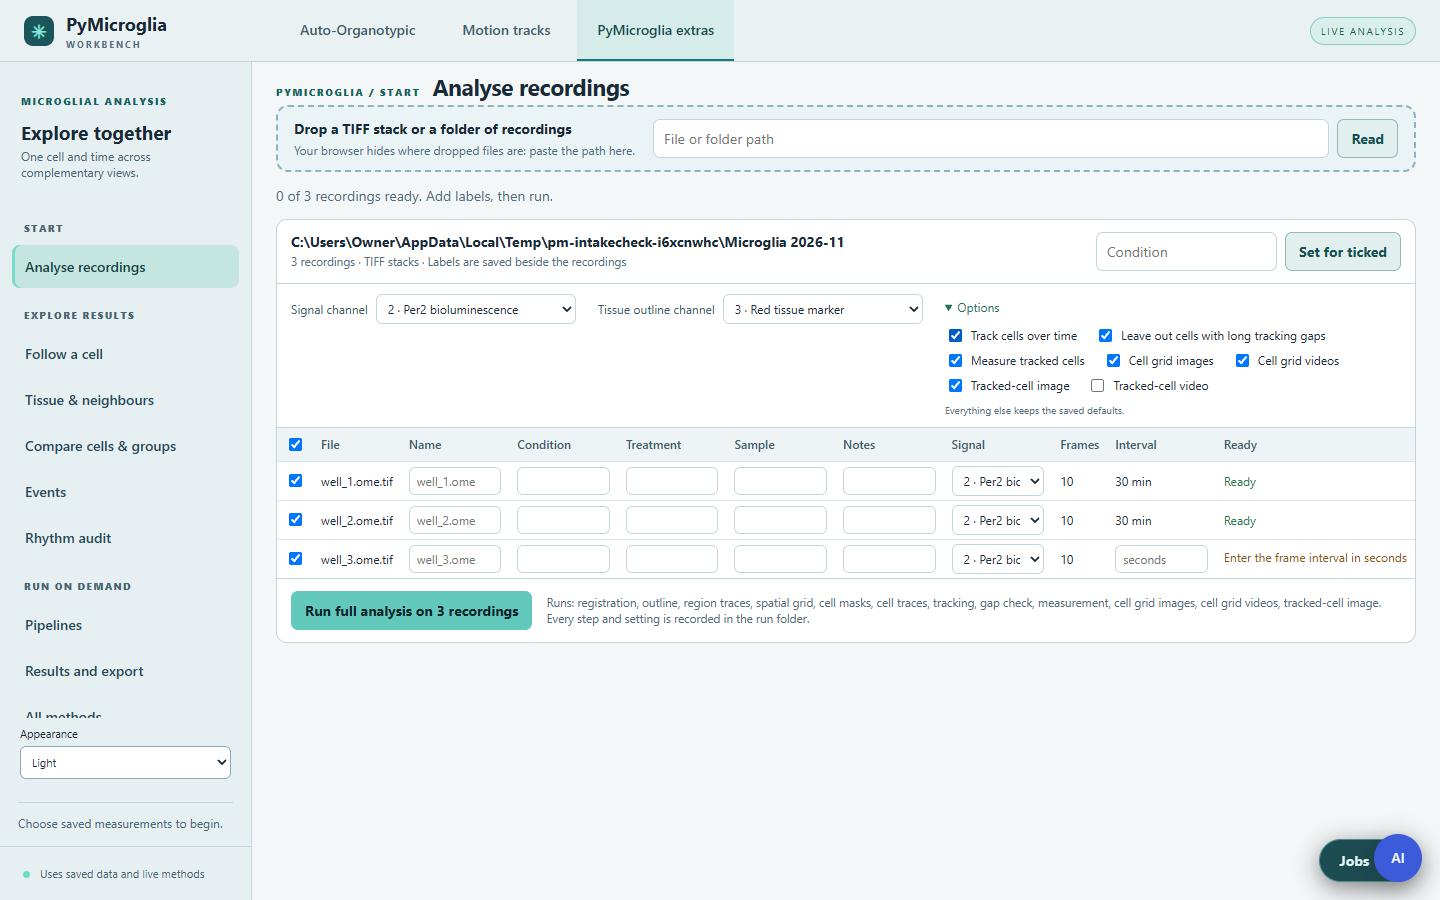 PyMicroglia
WORKBENCH
Auto-Organotypic
Motion tracks
PyMicroglia extras
LIVE ANALYSIS
MICROGLIAL ANALYSIS
Explore together
One cell and time across
complementary views.
START
Analyse recordings
EXPLORE RESULTS
Follow a cell
Tissue & neighbours
Compare cells & groups
Events
Rhythm audit
RUN ON DEMAND
Pipelines
Results and export
All methods
Appearance
Light
Choose saved measurements to begin.
Uses saved data and live methods
PYMICROGLIA / START Analyse recordings
Drop a TIFF stack or a folder of recordings
Your browser hides where dropped files are: paste the path here.
File or folder path
Read
0 of 3 recordings ready. Add labels, then run.
C:\Users\Owner\AppData\Local\Temp\pm-intakecheck-i6xcnwhc\Microglia 2026-11
3 recordings · TIFF stacks · Labels are saved beside the recordings
Condition
Set for ticked
Signal channel 2 · Per2 bioluminescence
Tissue outline channel 3 · Red tissue marker
▼ Options
Track cells over time Leave out cells with long tracking gaps
Measure tracked cells Cell grid images Cell grid videos
Tracked-cell image Tracked-cell video
Everything else keeps the saved defaults.
File Name Condition Treatment Sample Notes Signal Frames Interval Ready
well_1.ome.tif well_1.ome 2 · Per2 bic 10 30 min Ready
well_2.ome.tif well_2.ome 2 · Per2 bic 10 30 min Ready
well_3.ome.tif well_3.ome 2 · Per2 bic 10 seconds Enter the frame interval in seconds
Run full analysis on 3 recordings
Runs: registration, outline, region traces, spatial grid, cell masks, cell traces, tracking, gap check, measurement, cell grid images, cell grid videos, tracked-cell image.
Every step and setting is recorded in the run folder.
Jobs
AI